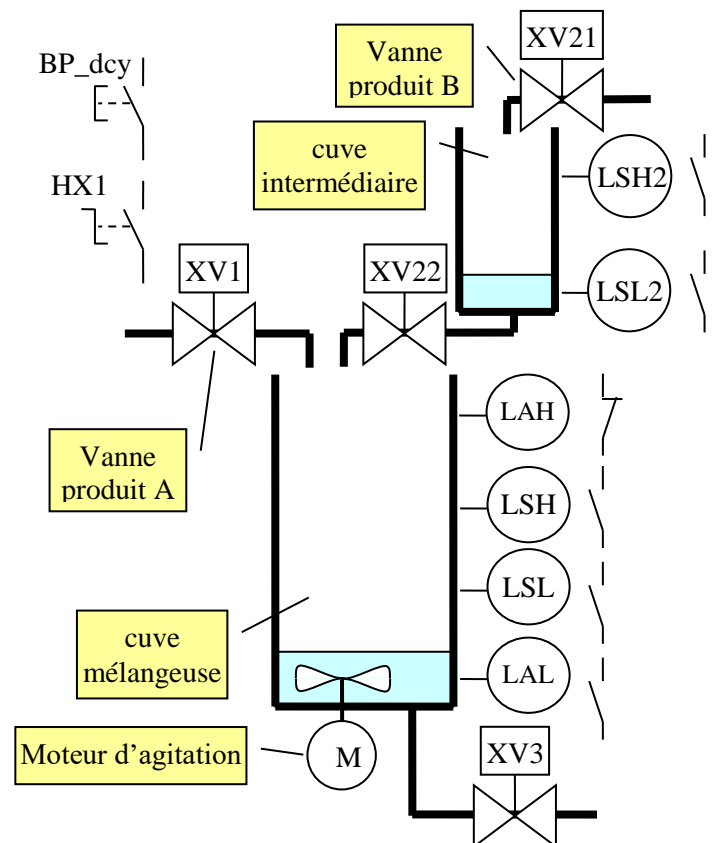 XV21
Vanne
produit B
BP_dcy
cuve
intermédiaire
LSH2
HX1
XV1
XV22
LSL2
LAH
Vanne
produit A
LSH
LSL
cuve
mélangeuse
LAL
Moteur d’agitation
M
XV3